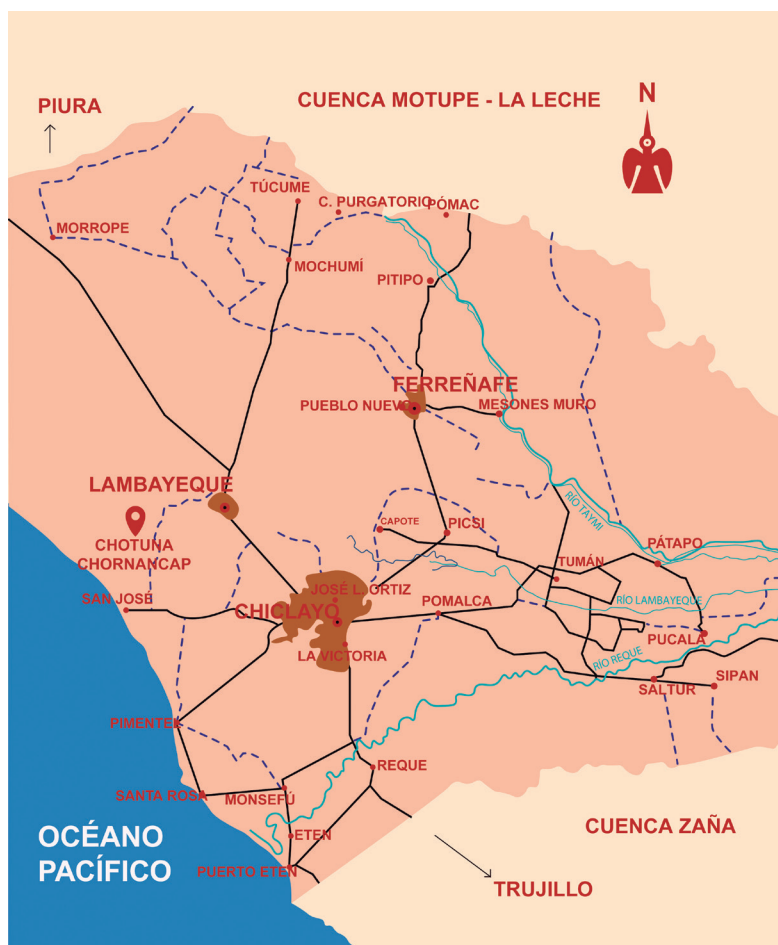 CUENCA MOTUPE - LA LECHE
N
PIURA
TÚCUME
C. PURGATORIO
PÓMAC
MORROPE
MOCHUMÍ
PITIPO
FERREÑAFE
PUEBLO NUEVO
MESONES MURO
LAMBAYEQUE
RÍO TAYMI
CHOTUNA
CHORNANCAP
CAPOTE
PICSI
TUMÁN
PÁTAPO
SAN JOSÉ
JOSÉ L. ORTIZ
CHICLAYO
POMALCA
RÍO LAMBAYEQUE
PUCALA
LA VICTORIA
RÍO REQUE
SALTUR
SIPAN
PIMENTEL
REQUE
SANTA ROSA
MONSEFÚ
ETEN
OCÉANO
PACÍFICO
CUENCA ZAÑA
PUERTO ETEN
TRUJILLO